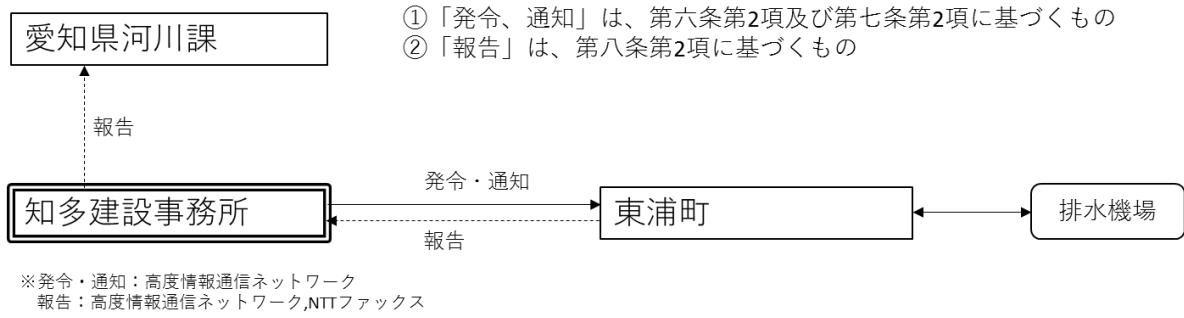 愛知県河川課
①「発令、通知」は、第六条第2項及び第七条第2項に基づくもの
②「報告」は、第八条第2項に基づくもの
報告
知多建設事務所
発令・通知
報告
東浦町
排水機場
※発令・通知：高度情報通信ネットワーク
報告：高度情報通信ネットワーク,NTTファックス